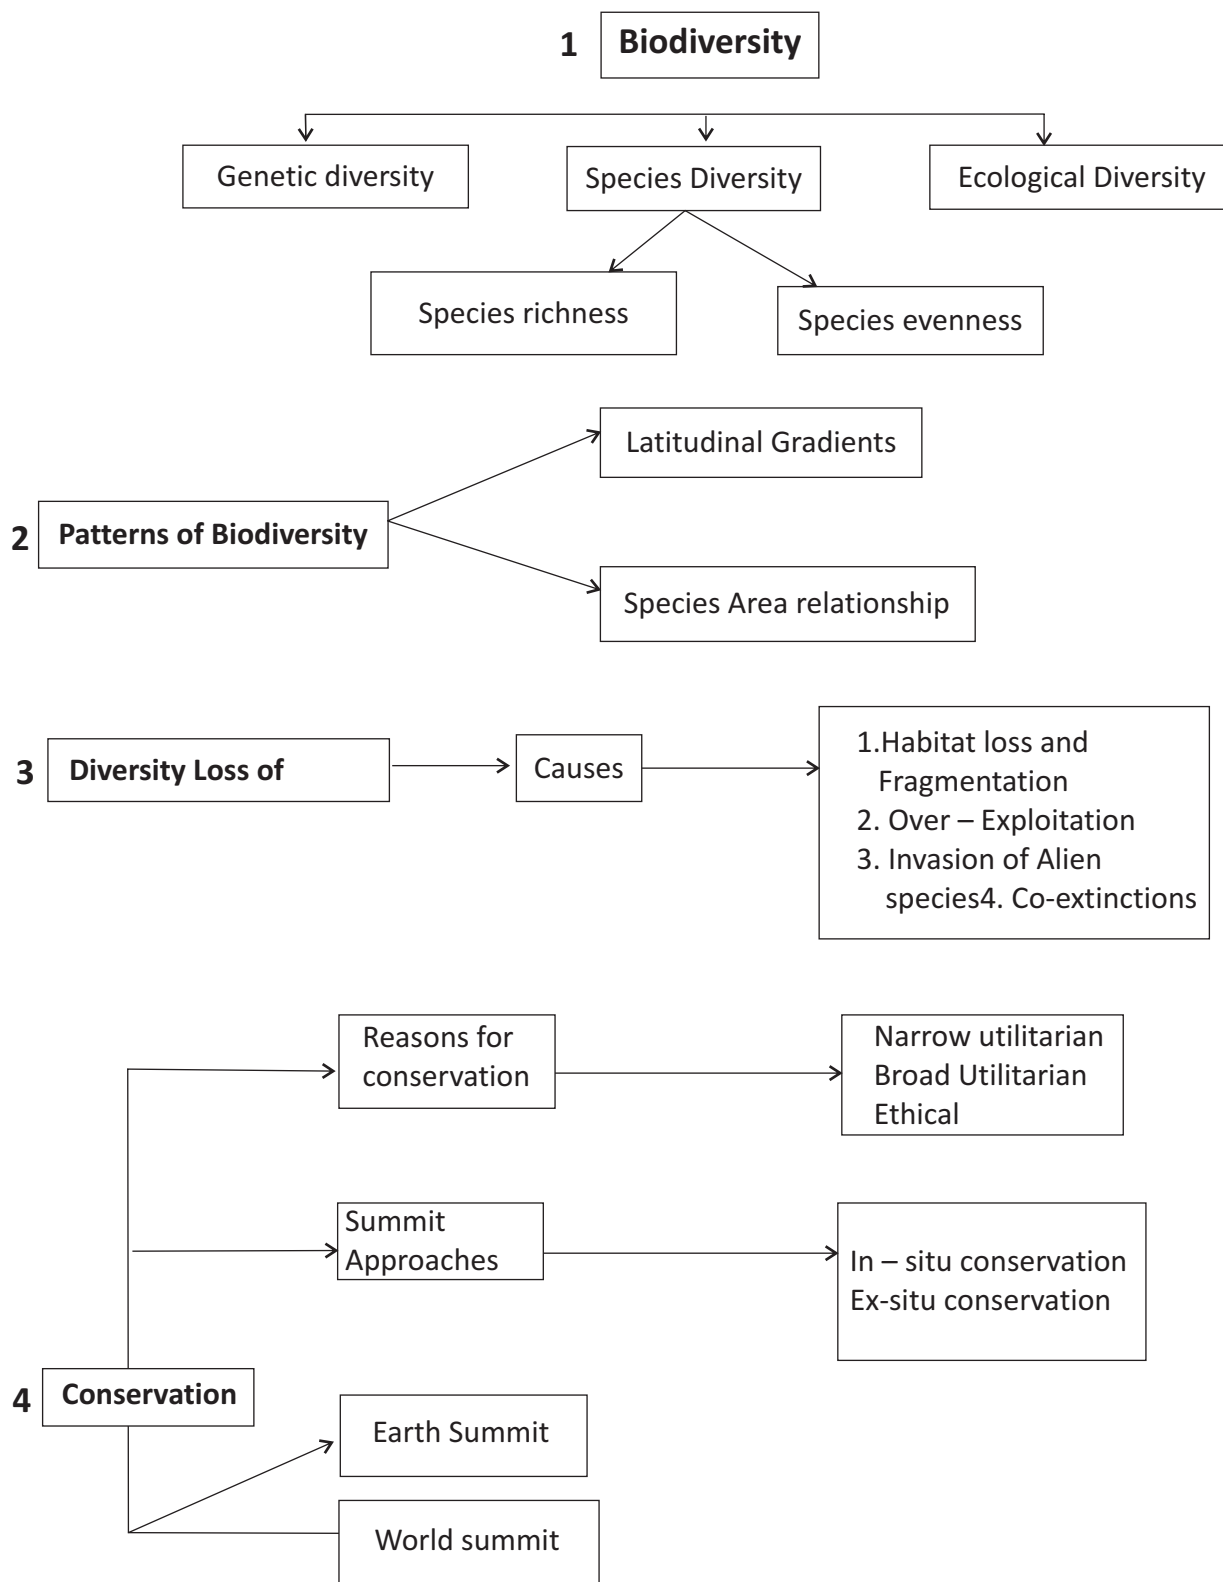 1 Biodiversity
Genetic diversity
Species Diversity
Ecological Diversity
Species richness
Species evenness
Latitudinal Gradients
2 Patterns of Biodiversity
Species Area relationship
3 Diversity Loss of
Causes
1.Habitat loss and
Fragmentation
2. Over – Exploitation
3. Invasion of Alien
species4. Co-extinctions
Reasons for
conservation
Narrow utilitarian
Broad Utilitarian
Ethical
Summit
Approaches
In – situ conservation
Ex-situ conservation
4 Conservation
Earth Summit
World summit